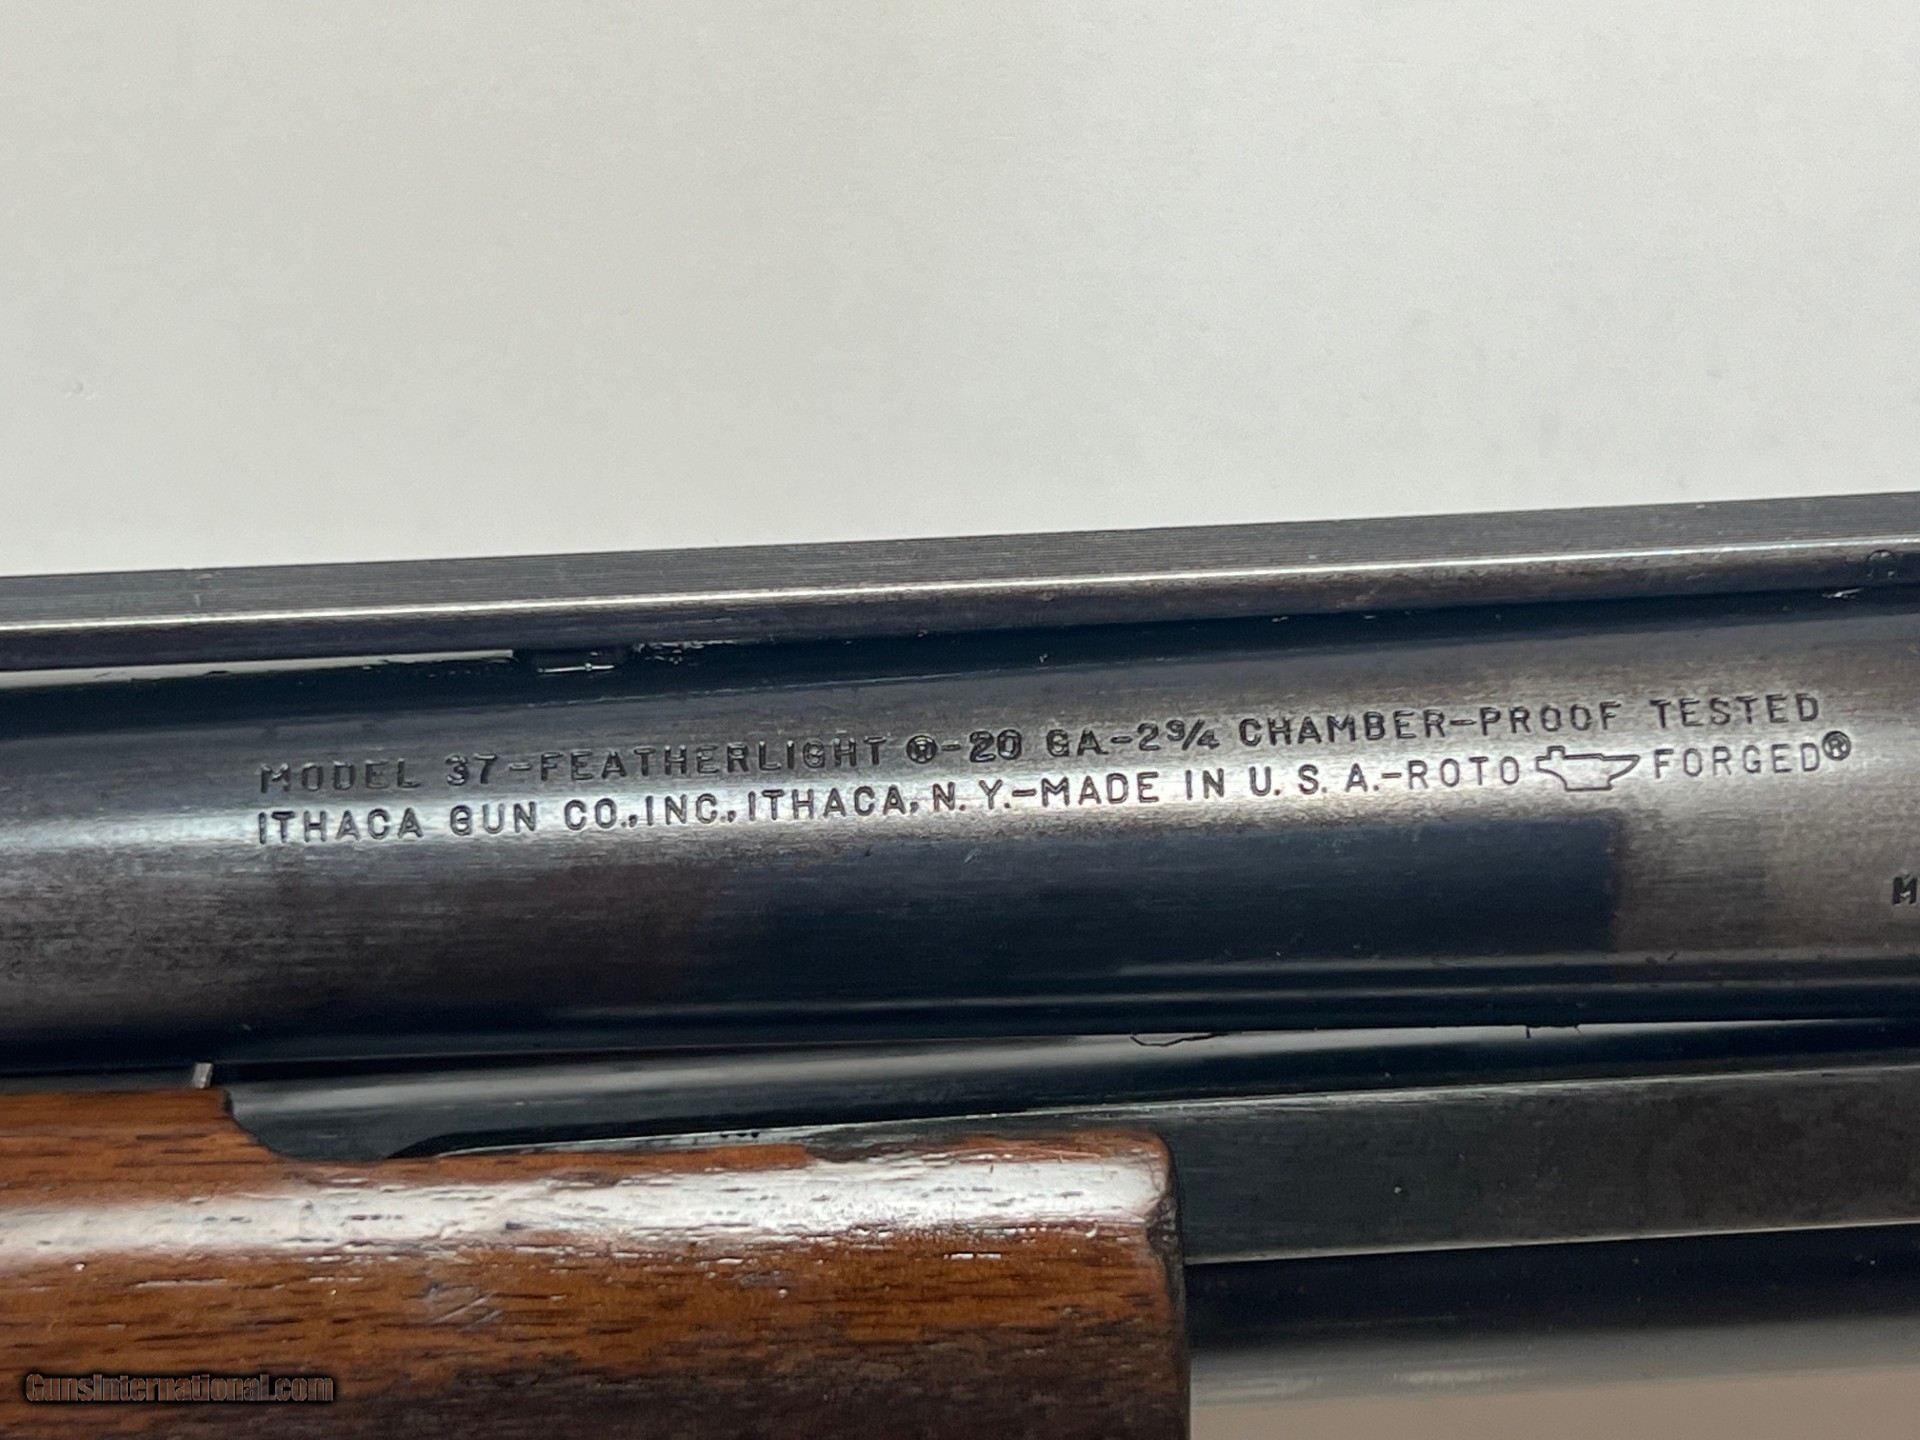 MODEL 37-FEATHERLIGHT ®-20 GA-2¾ CHAMBER-PROOF TESTED
ITHACA GUN CO., INC., ITHACA, N. Y.-MADE IN U. S. A.-ROTO FORGED®
M
GunsInternational.com